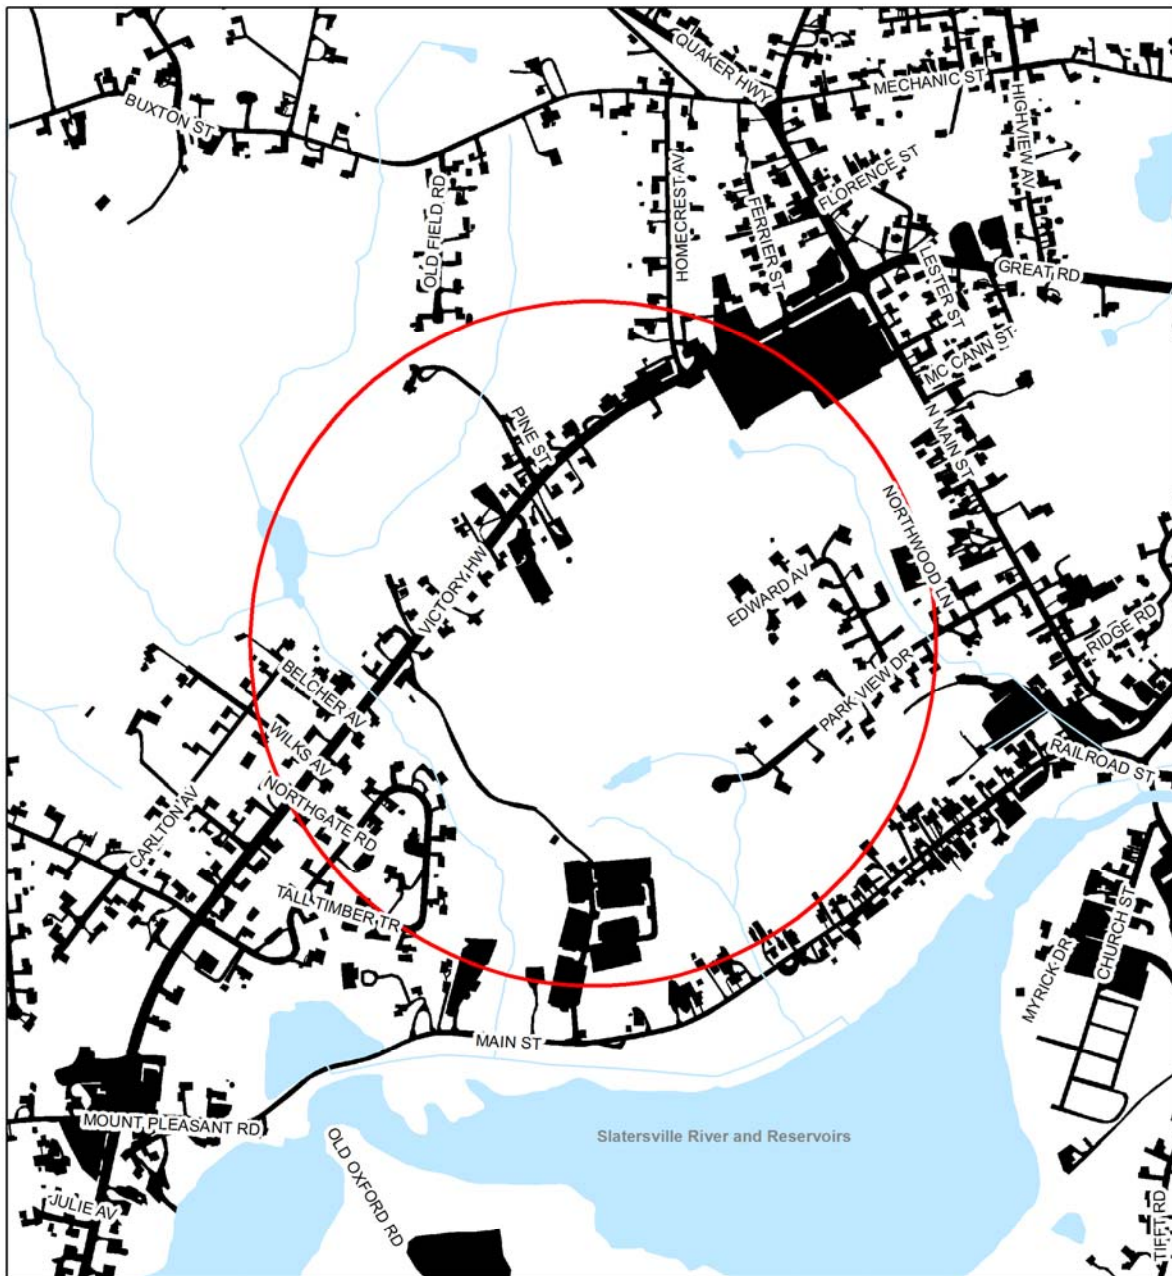 QUAKER HWY
MECHANIC ST
BUXTON ST
HIGHVIEW AV
FLORENCE ST
HOMECREST AV
FERRIER ST
OLD FIELD RD
LESTER ST
GREAT RD
MC CANN ST
N MAIN ST
PINE ST
NORTHWOOD LN
VICTORY HW
EDWARD AV
RIDGE RD
BELCHER AV
PARK VIEW DR
WILKS AV
RAILROAD ST
NORTHGATE RD
CARLTON AV
TALL TIMBER TR
CHURCH ST
MYRICK DR
MAIN ST
MOUNT PLEASANT RD
Slatersville River and Reservoirs
OLD OXFORD RD
JULIE AV
TIFFT RD